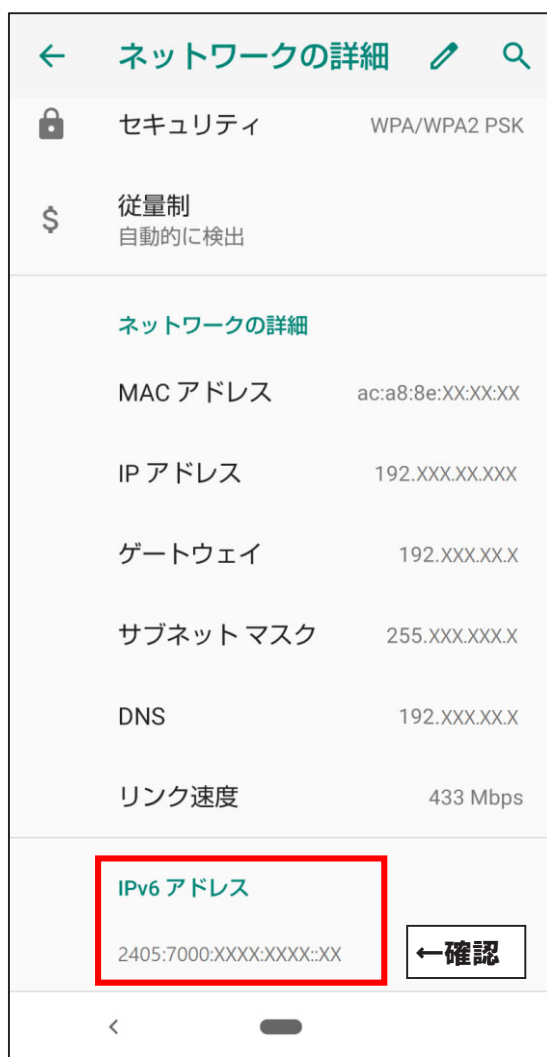 ネットワークの詳細
セキュリティ WPA/WPA2 PSK
従量制
自動的に検出
ネットワークの詳細
MAC アドレス ac:a8:8e:XX:XX:XX
IP アドレス 192.XXX.XX.XXX
ゲートウェイ 192.XXX.XX.X
サブネット マスク 255.XXX.XXX.X
DNS 192.XXX.XX.X
リンク速度 433 Mbps
IPv6 アドレス
2405:7000:XXXX:XXXX::XX ←確認